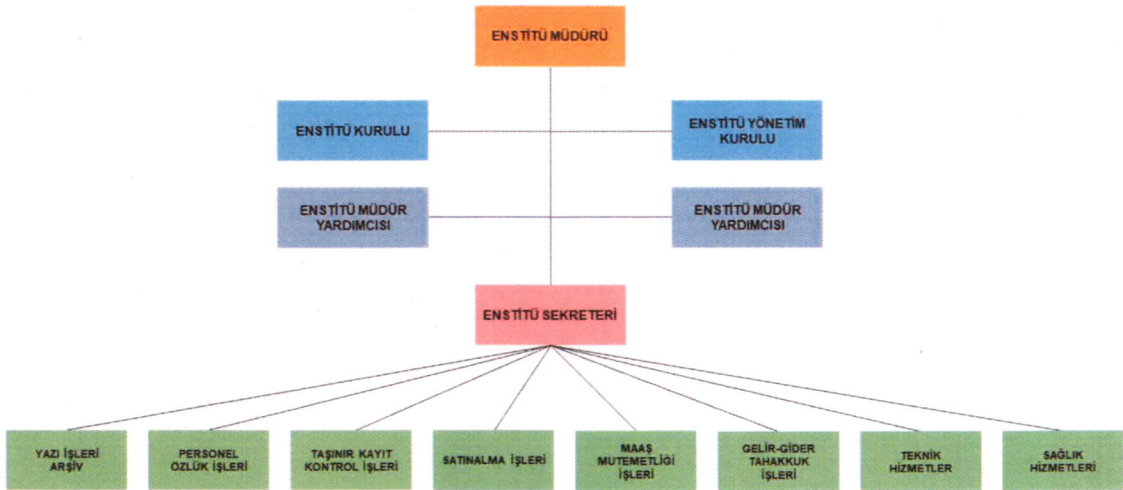 ENSTİTÜ MÜDÜRÜ
ENSTİTÜ KURULU
ENSTİTÜ YÖNETİM
KURULU
ENSTİTÜ MÜDÜR
YARDIMCISI
ENSTİTÜ MÜDÜR
YARDIMCISI
ENSTİTÜ SEKRETERİ
YAZI İŞLERİ
ARŞİV
PERSONEL
ÖZLÜK İŞLERİ
TAŞINIR KAYIT
KONTROL İŞLERİ
SATINALMA İŞLERİ
MAAŞ
MUTEMETLİĞİ
İŞLERİ
GELİR-GİDER
TAHAKKUK
İŞLERİ
TEKNİK
HİZMETLER
SAĞLIK
HİZMETLERİ